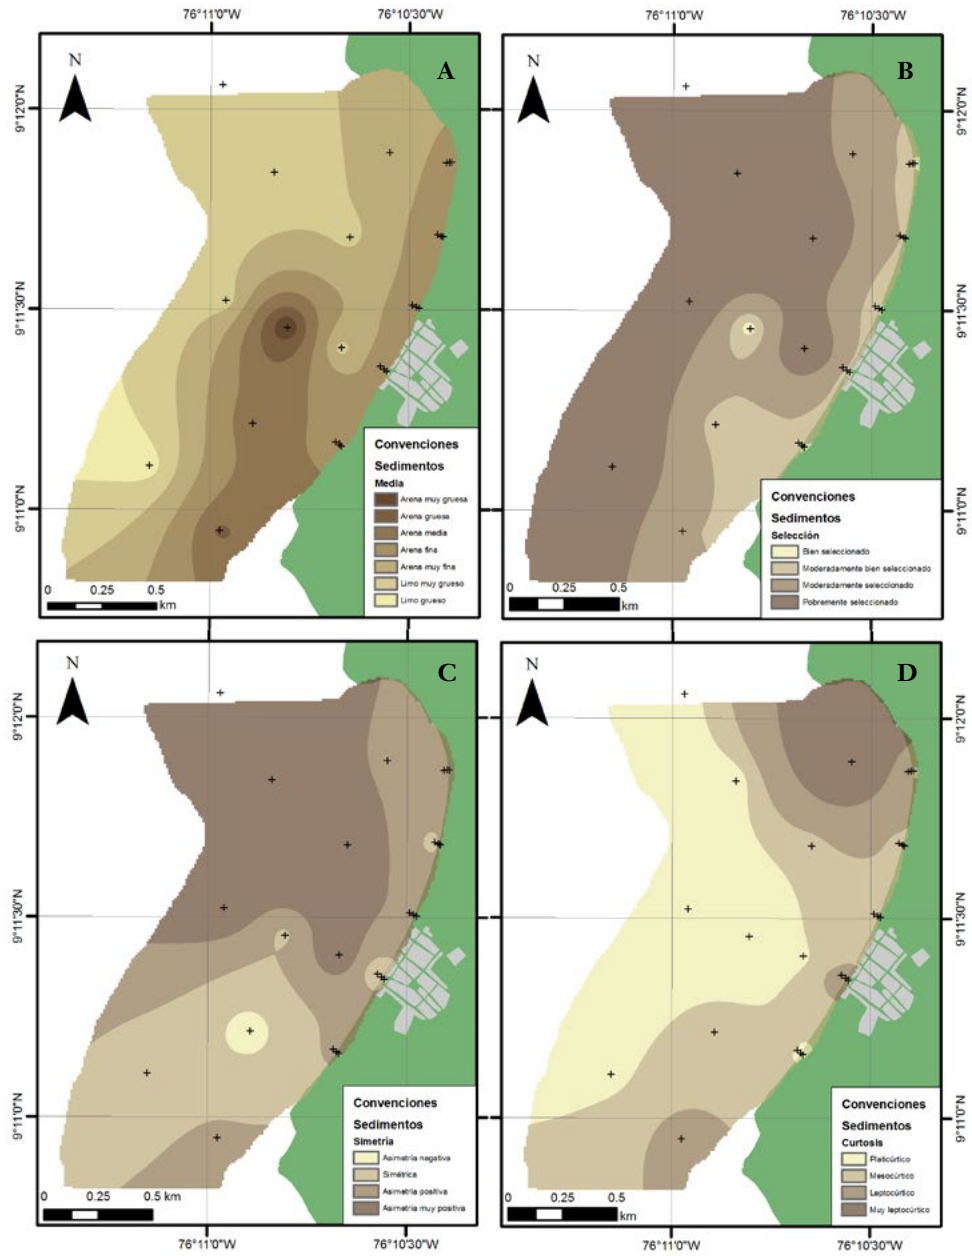 76°11'0"W 76°10'30"W 76°11'0"W 76°10'30"W
N
A
9°12'0"N
9°11'30"N
9°11'0"N
Convenciones
Sedimentos
Media
Arena muy gruesa
Arena gruesa
Arena media
Arena fina
Arena muy fina
Limo muy grueso
Limo grueso
0 0.25 0.5
km
N
B
9°12'0"N
9°11'30"N
9°11'0"N
Convenciones
Sedimentos
Selección
Bien seleccionado
Moderadamente bien seleccionado
Moderadamente seleccionado
Pobremente seleccionado
0 0.25 0.5
km
N
C
9°12'0"N
9°11'30"N
9°11'0"N
Convenciones
Sedimentos
Simetría
Asimetría negativa
Simétrica
Asimetría positiva
Asimetría muy positiva
0 0.25 0.5 km
N
D
9°12'0"N
9°11'30"N
9°11'0"N
Convenciones
Sedimentos
Curtosis
Platicúrtico
Mesocúrtico
Leptocúrtico
Muy leptocúrtico
0 0.25 0.5
km
76°11'0"W 76°10'30"W 76°11'0"W 76°10'30"W